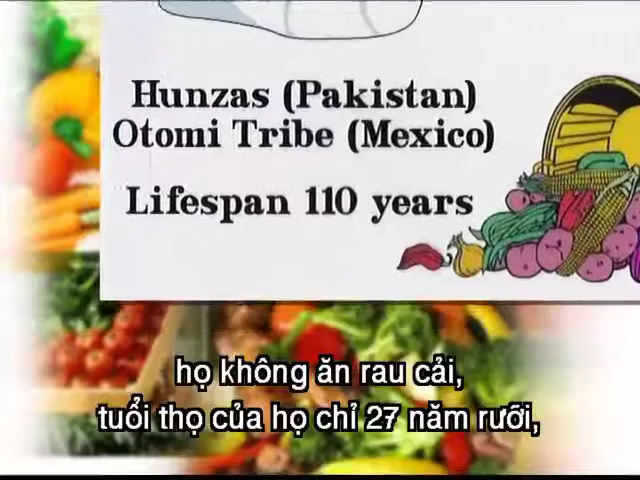 Hunzas (Pakistan)
Otomi Tribe (Mexico)
Lifespan 110 years
họ không ăn rau cải,
tuổi thọ của họ chỉ 27 năm rưỡi,